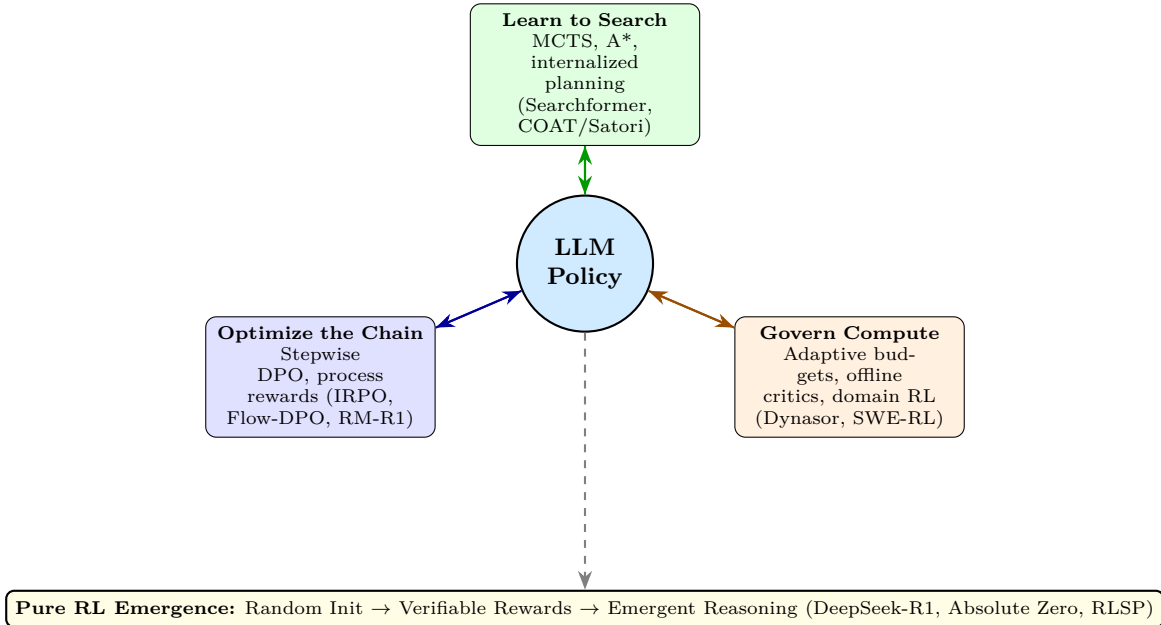 Learn to Search
MCTS, A*,
internalized
planning
(Searchformer,
COAT/Satori)
LLM
Policy
Optimize the Chain
Stepwise
DPO, process
rewards (IRPO,
Flow-DPO, RM-R1)
Govern Compute
Adaptive bud-
gets, offline
critics, domain RL
(Dynasor, SWE-RL)
Pure RL Emergence: Random Init → Verifiable Rewards → Emergent Reasoning (DeepSeek-R1, Absolute Zero, RLSP)